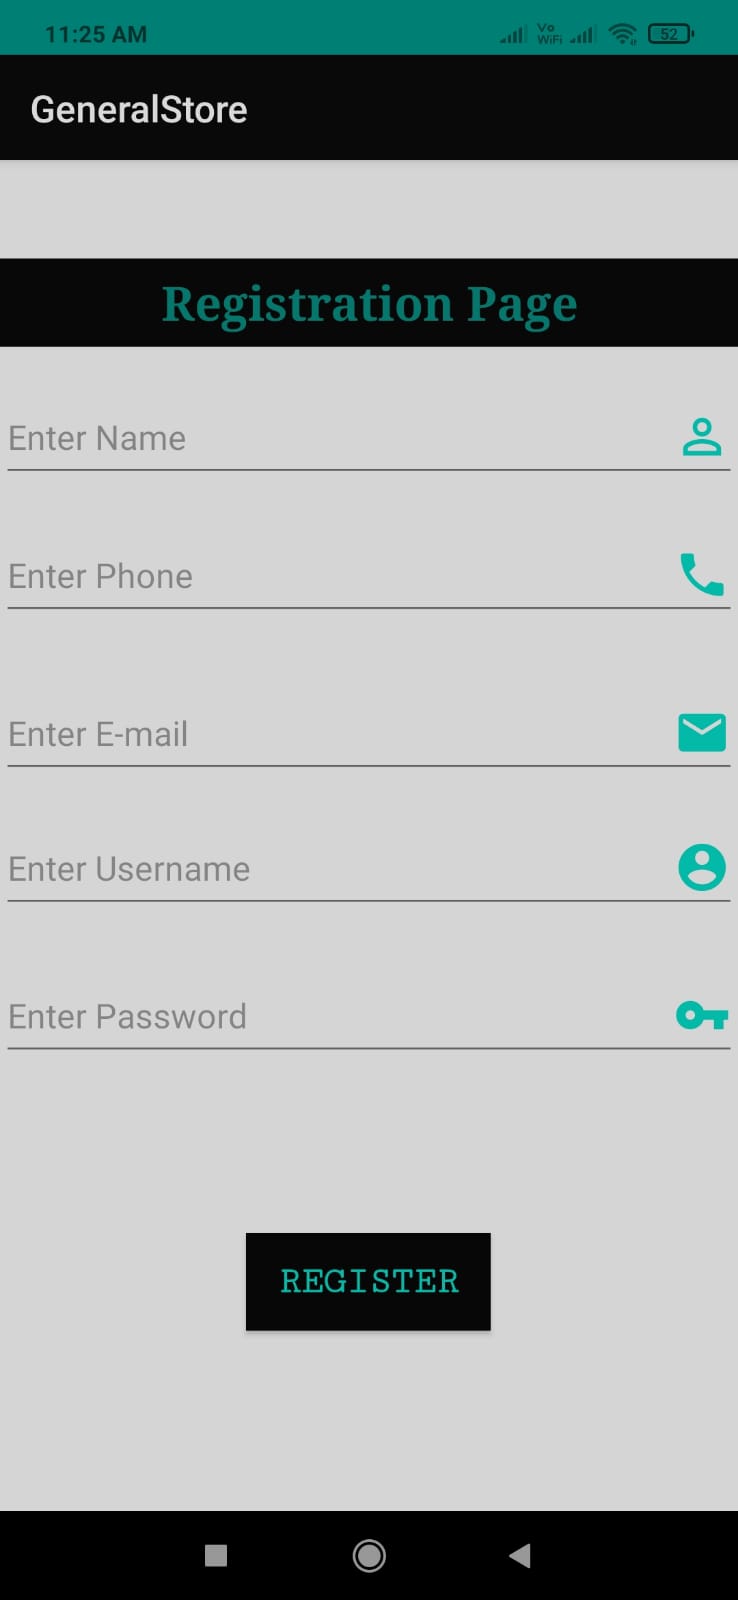 11:25 AM Vo WiFi 52
GeneralStore
Registration Page
Enter Name
Enter Phone
Enter E-mail
Enter Username
Enter Password
REGISTER